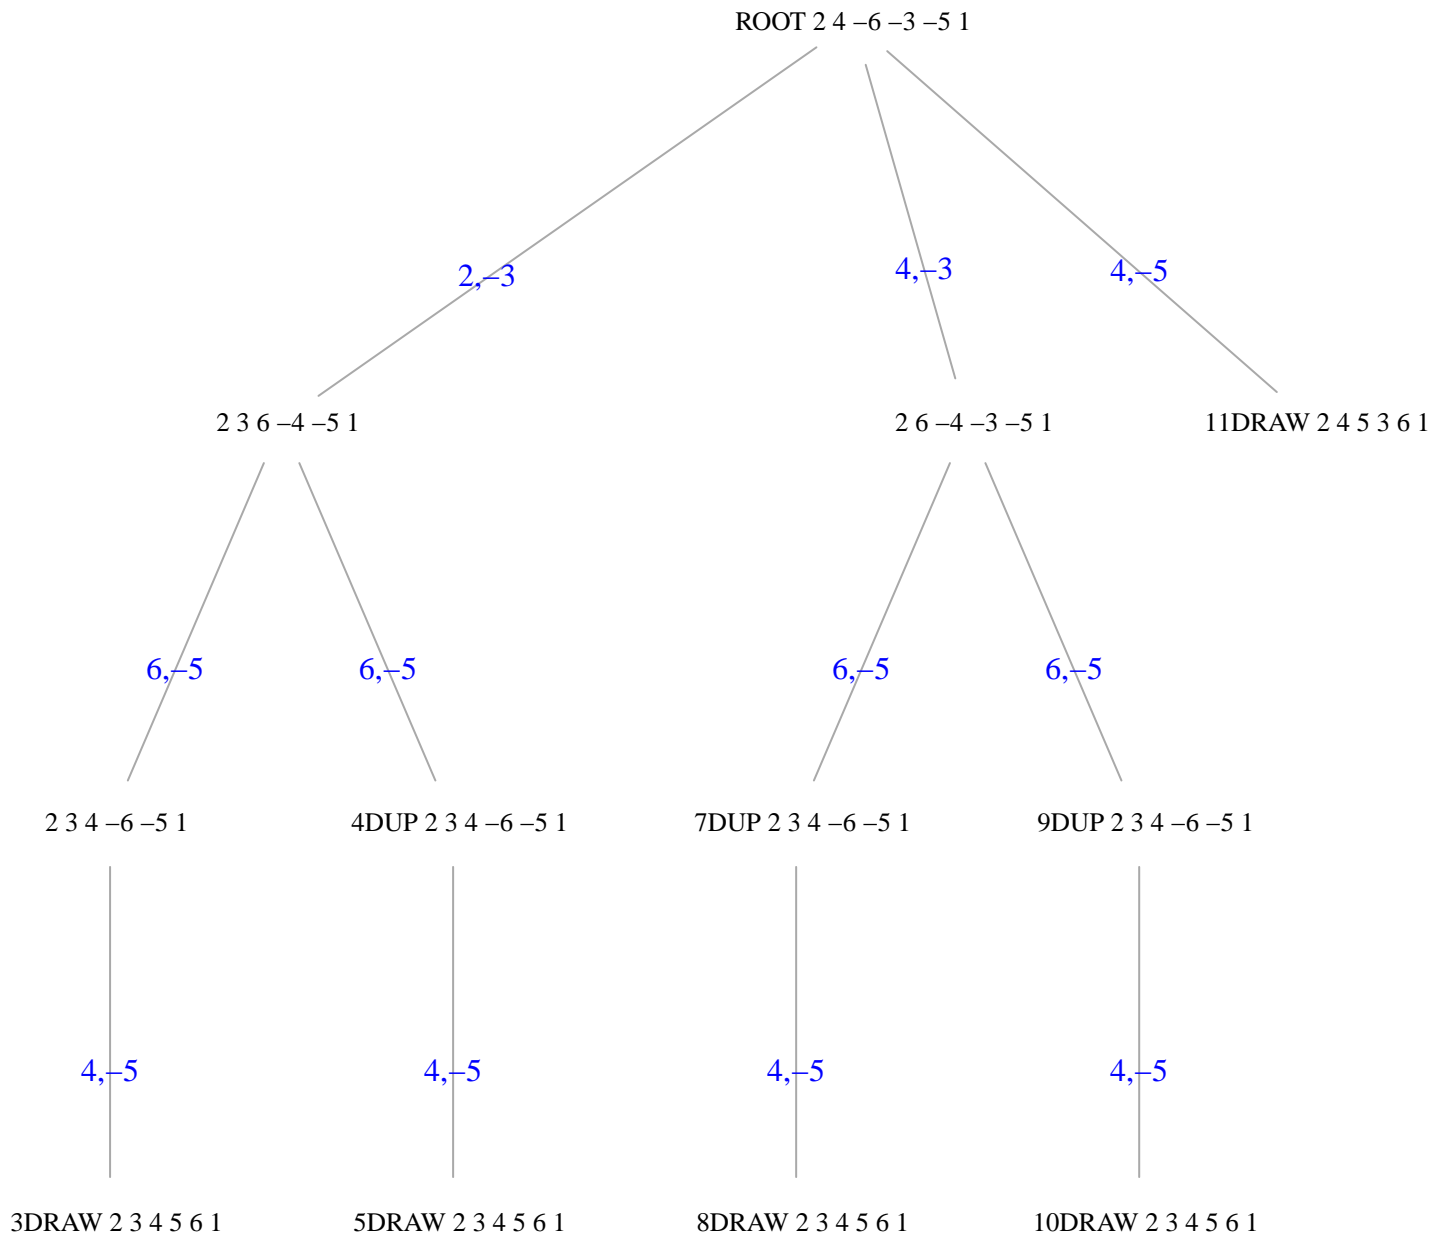 ROOT 2 4 –6 –3 –5 1
2,–3
4,–3
4,–5
2 3 6 –4 –5 1
2 6 –4 –3 –5 1
11DRAW 2 4 5 3 6 1
6,–5
6,–5
6,–5
6,–5
2 3 4 –6 –5 1
4DUP 2 3 4 –6 –5 1
7DUP 2 3 4 –6 –5 1
9DUP 2 3 4 –6 –5 1
4,–5
4,–5
4,–5
4,–5
3DRAW 2 3 4 5 6 1
5DRAW 2 3 4 5 6 1
8DRAW 2 3 4 5 6 1
10DRAW 2 3 4 5 6 1